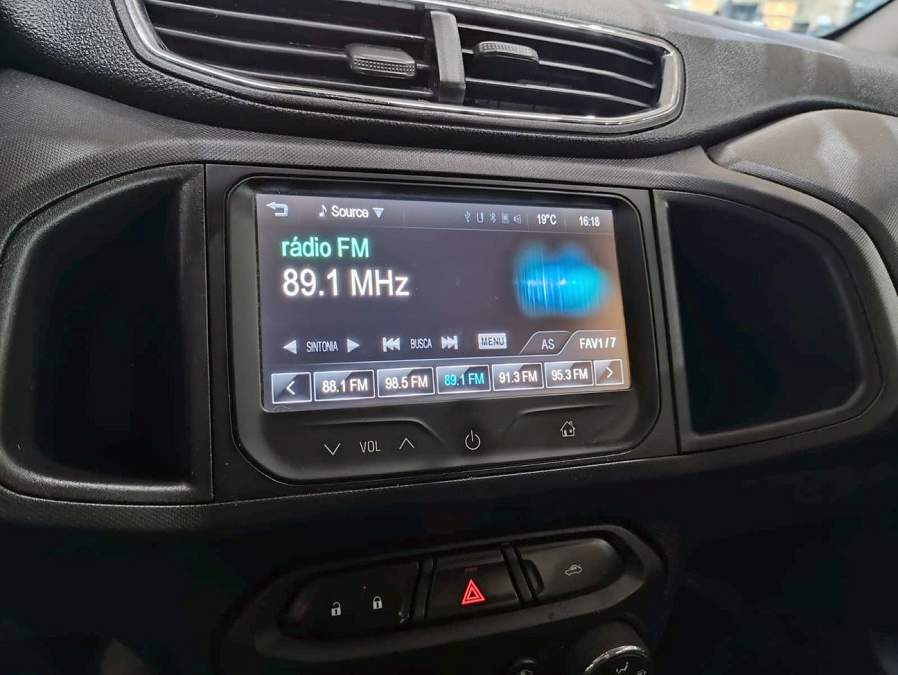 Source 19°C 16:18
rádio FM
89.1 MHz
SINTONIA BUSCA MENU AS FAV1/7
88.1 FM 98.5 FM 89.1 FM 91.3 FM 95.3 FM
VOL